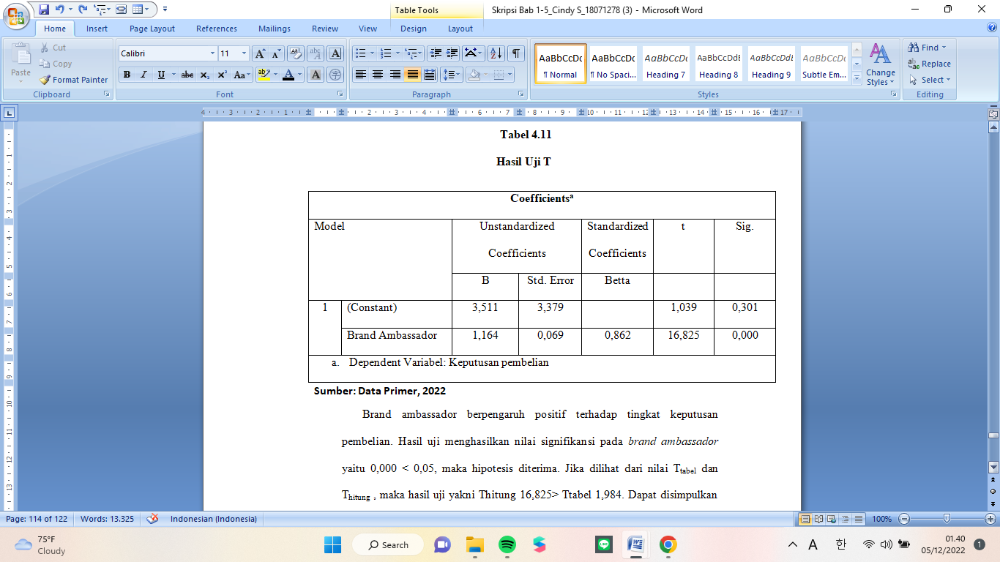 Table Tools
Skripsi Bab 1-5_Cindy S_18071278 (3) - Microsoft Word
Home Insert Page Layout References Mailings Review View Design Layout
Paste
Cut
Copy
Format Painter
Clipboard
Calibri 11
B I U abc x₂ x² Aa
Font
Paragraph
AaBbCcDc AaBbCcDc AaBbCcDc AaBbCcDdE AaBbCcDdE AaBbCcDc
¶ Normal ¶ No Spaci... Heading 7 Heading 8 Heading 9 Subtle Em...
Change Styles
Styles
Find
Replace
Select
Editing
Tabel 4.11
Hasil Uji T
Coefficientsᵃ
Model Unstandardized Coefficients Standardized Coefficients t Sig.
B Std. Error Betta
1 (Constant) 3,511 3,379 1,039 0,301
Brand Ambassador 1,164 0,069 0,862 16,825 0,000
a. Dependent Variabel: Keputusan pembelian
Sumber: Data Primer, 2022
Brand ambassador berpengaruh positif terhadap tingkat keputusan
pembelian. Hasil uji menghasilkan nilai signifikansi pada brand ambassador
yaitu 0,000 < 0,05, maka hipotesis diterima. Jika dilihat dari nilai Ttabel dan
Thitung , maka hasil uji yakni Thitung 16,825> Ttabel 1,984. Dapat disimpulkan
Page: 114 of 122 Words: 13.325 Indonesian (Indonesia) 100%
75°F
Cloudy
Search
A 한
01.40
05/12/2022
1